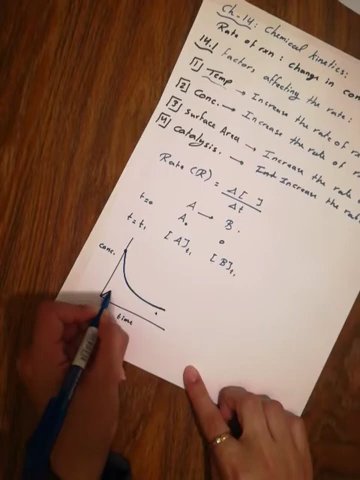 Ch-14: Chemical Kinetics:
Rate of rxn: change in con
14.1 factors affecting the rate:
[1] Temp → Increase the rate of r
[2] Conc. → Increase the rate of r
[3] Surface Area → Increase the rate
[4] Catalysis. → Increase the r
Rate (R) = Δ[ ] / Δt
A → B.
t=0 A₀ 0
t=t₁ [A]t₁ [B]t₁
conc.
time